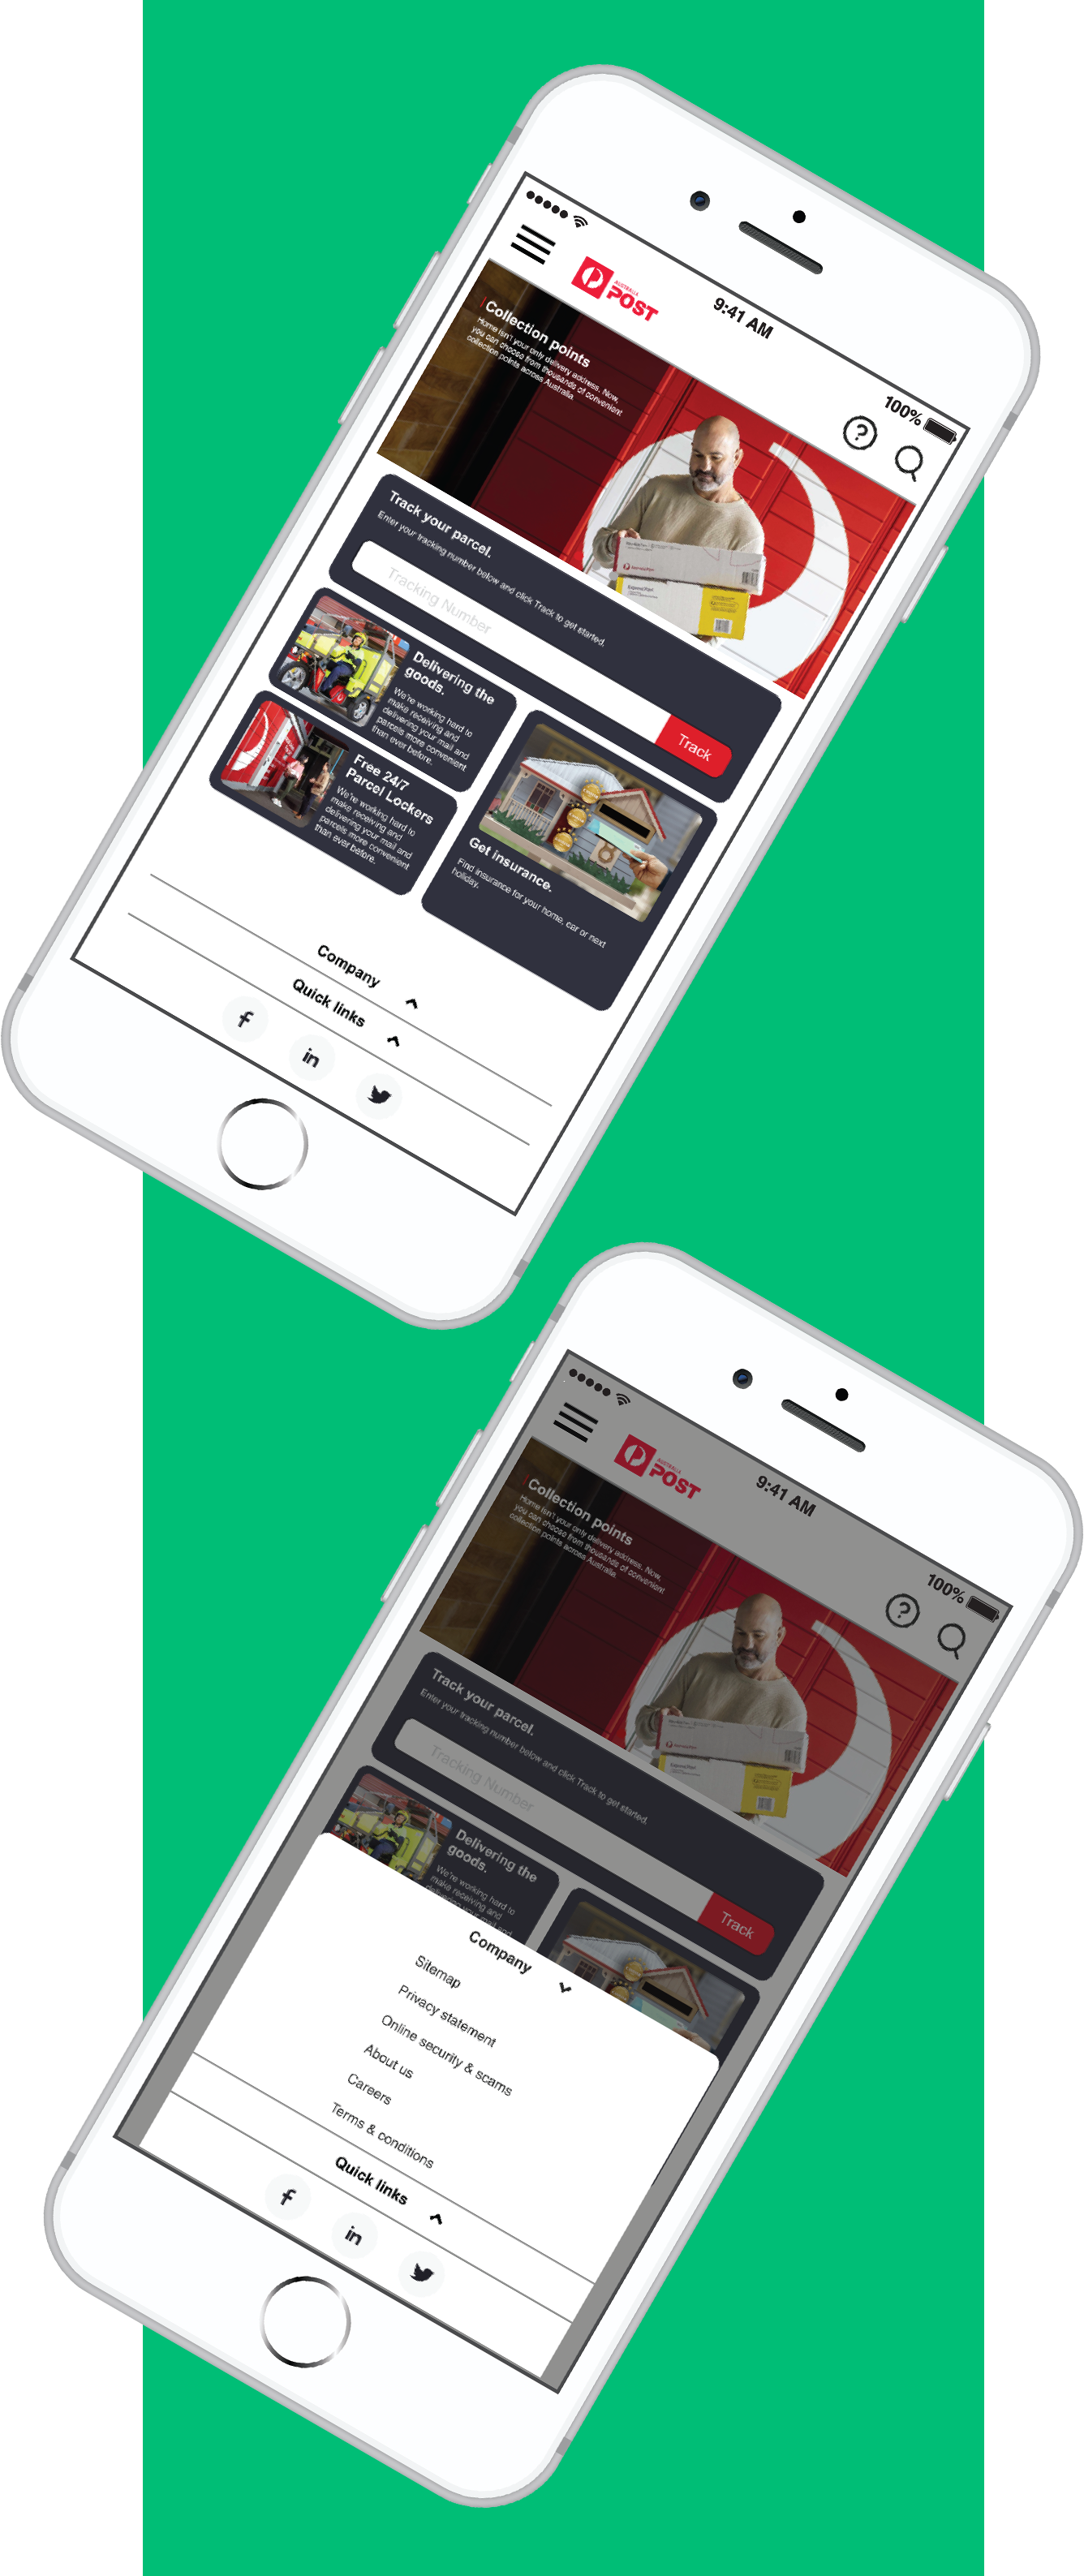 9:41 AM
100%
AUSTRALIA
POST
Collection points
Home isn't your only delivery address. Now,
you can choose from thousands of convenient
collection points across Australia.
Track your parcel.
Enter your tracking number below and click Track to get started.
Tracking Number
Track
Delivering the
goods.
We're working hard to
make receiving and
delivering your mail and
parcels more convenient
than ever before.
Free 24/7
Parcel Lockers
We're working hard to
make receiving and
delivering your mail and
parcels more convenient
than ever before.
Get insurance.
Find insurance for your home, car or next
holiday.
Company
Quick links
f
in
9:41 AM
100%
AUSTRALIA
POST
Collection points
Home isn't your only delivery address. Now,
you can choose from thousands of convenient
collection points across Australia.
Track your parcel.
Enter your tracking number below and click Track to get started.
Tracking Number
Track
Delivering the
goods.
We're working hard to
make receiving and
delivering your mail and
Company
Sitemap
Privacy statement
Online security & scams
About us
Careers
Terms & conditions
Quick links
f
in